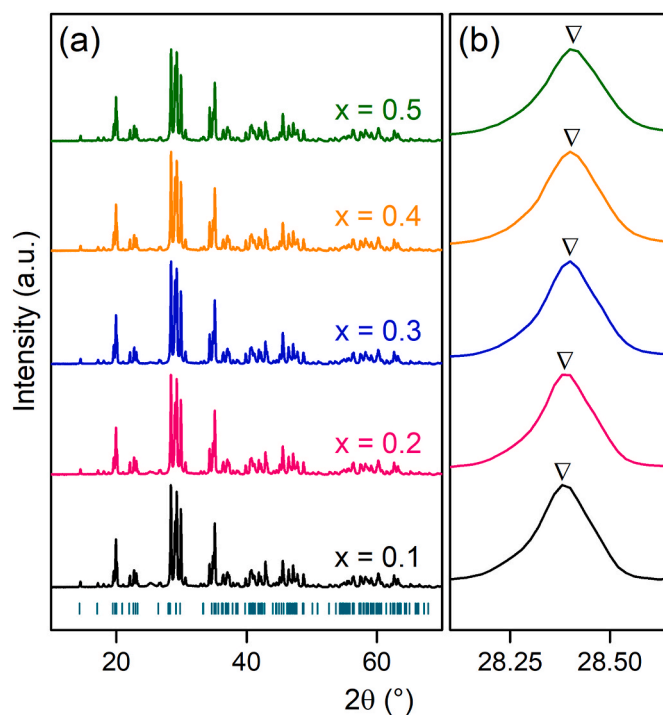 (a)
(b)
x = 0.5
x = 0.4
x = 0.3
x = 0.2
x = 0.1
Intensity (a.u.)
20 40 60
28.25 28.50
2θ (°)